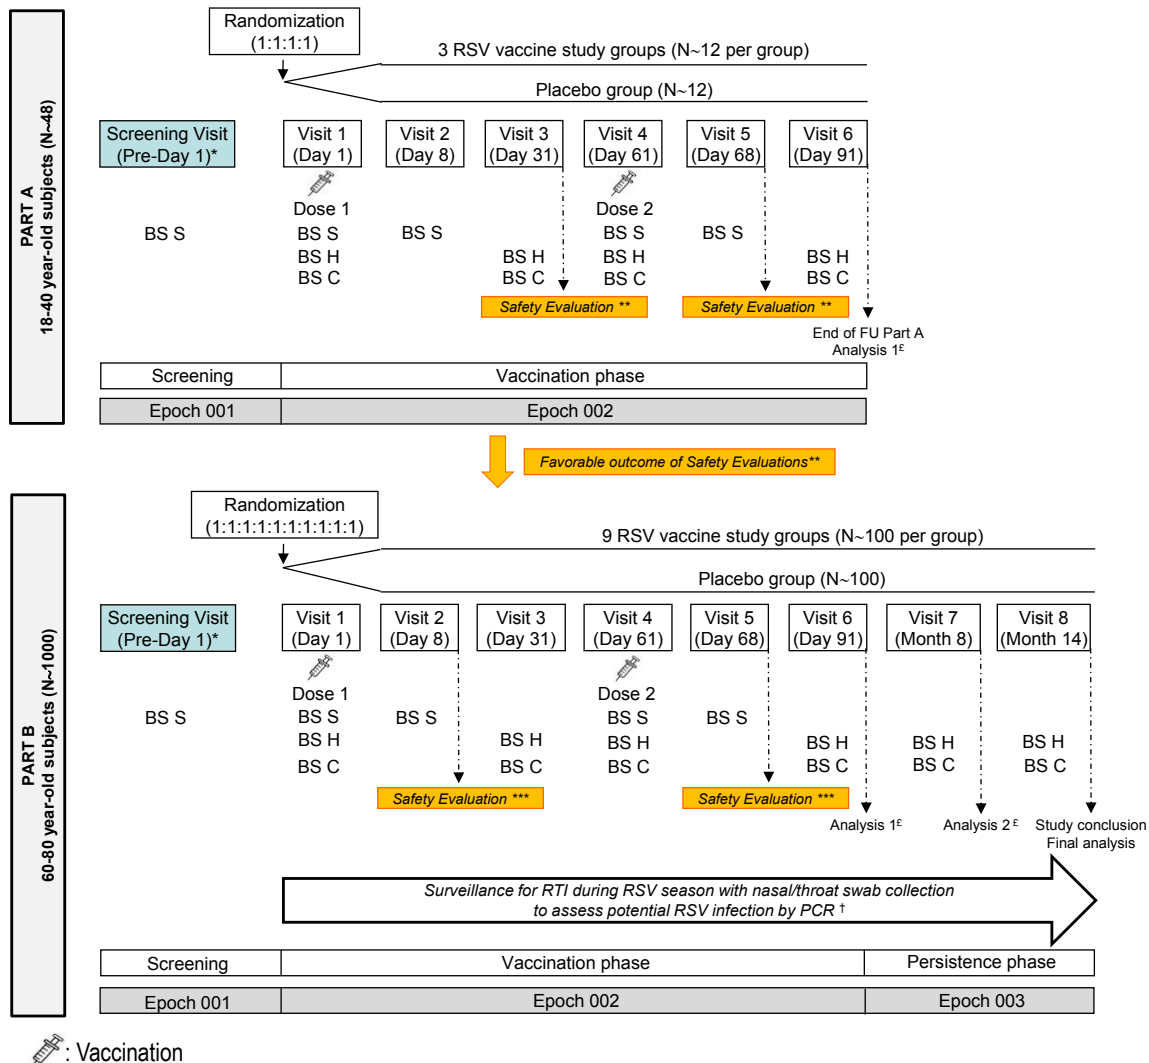 Randomization
(1:1:1:1)
3 RSV vaccine study groups (N~12 per group)
Placebo group (N~12)
PART A
18-40 year-old subjects (N~48)
Screening Visit
(Pre-Day 1)*
Visit 1
(Day 1)
Visit 2
(Day 8)
Visit 3
(Day 31)
Visit 4
(Day 61)
Visit 5
(Day 68)
Visit 6
(Day 91)
Dose 1
Dose 2
BS S
BS S
BS S
BS S
BS S
BS H
BS H
BS H
BS H
BS C
BS C
BS C
BS C
Safety Evaluation **
Safety Evaluation **
End of FU Part A
Analysis 1£
Screening
Vaccination phase
Epoch 001
Epoch 002
Favorable outcome of Safety Evaluations**
Randomization
(1:1:1:1:1:1:1:1:1:1)
9 RSV vaccine study groups (N~100 per group)
Placebo group (N~100)
PART B
60-80 year-old subjects (N~1000)
Screening Visit
(Pre-Day 1)*
Visit 1
(Day 1)
Visit 2
(Day 8)
Visit 3
(Day 31)
Visit 4
(Day 61)
Visit 5
(Day 68)
Visit 6
(Day 91)
Visit 7
(Month 8)
Visit 8
(Month 14)
Dose 1
Dose 2
BS S
BS S
BS S
BS S
BS S
BS H
BS H
BS H
BS H
BS H
BS H
BS C
BS C
BS C
BS C
BS C
BS C
Safety Evaluation ***
Safety Evaluation ***
Analysis 1£
Analysis 2 £
Study conclusion
Final analysis
Surveillance for RTI during RSV season with nasal/throat swab collection
to assess potential RSV infection by PCR †
Screening
Vaccination phase
Persistence phase
Epoch 001
Epoch 002
Epoch 003
: Vaccination